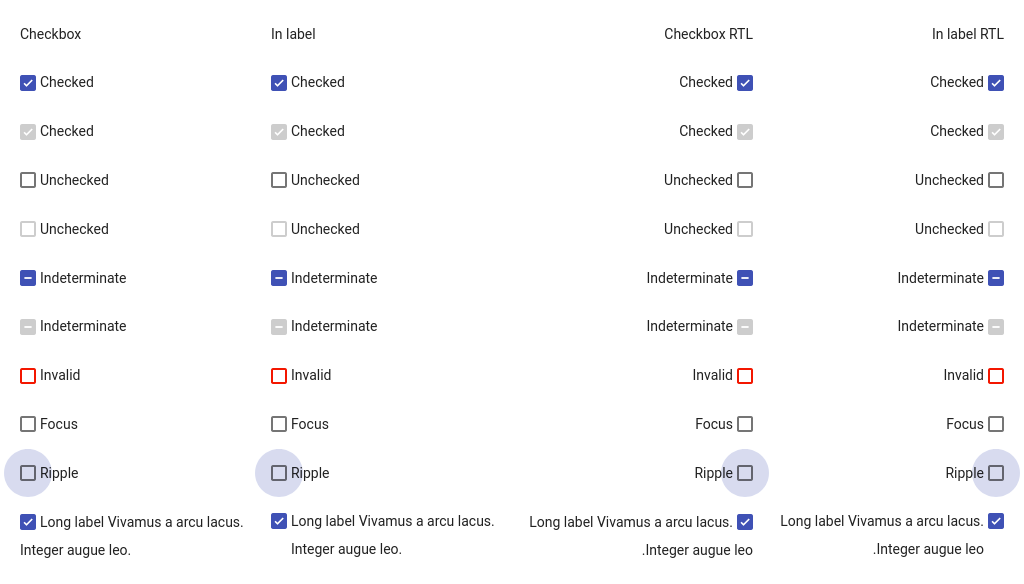 Checkbox In label Checkbox RTL In label RTL
Checked Checked Checked Checked
Checked Checked Checked Checked
Unchecked Unchecked Unchecked Unchecked
Unchecked Unchecked Unchecked Unchecked
Indeterminate Indeterminate Indeterminate Indeterminate
Indeterminate Indeterminate Indeterminate Indeterminate
Invalid Invalid Invalid Invalid
Focus Focus Focus Focus
Ripple Ripple Ripple Ripple
Long label Vivamus a arcu lacus. Long label Vivamus a arcu lacus. Long label Vivamus a arcu lacus. Long label Vivamus a arcu lacus.
Integer augue leo. Integer augue leo. .Integer augue leo .Integer augue leo